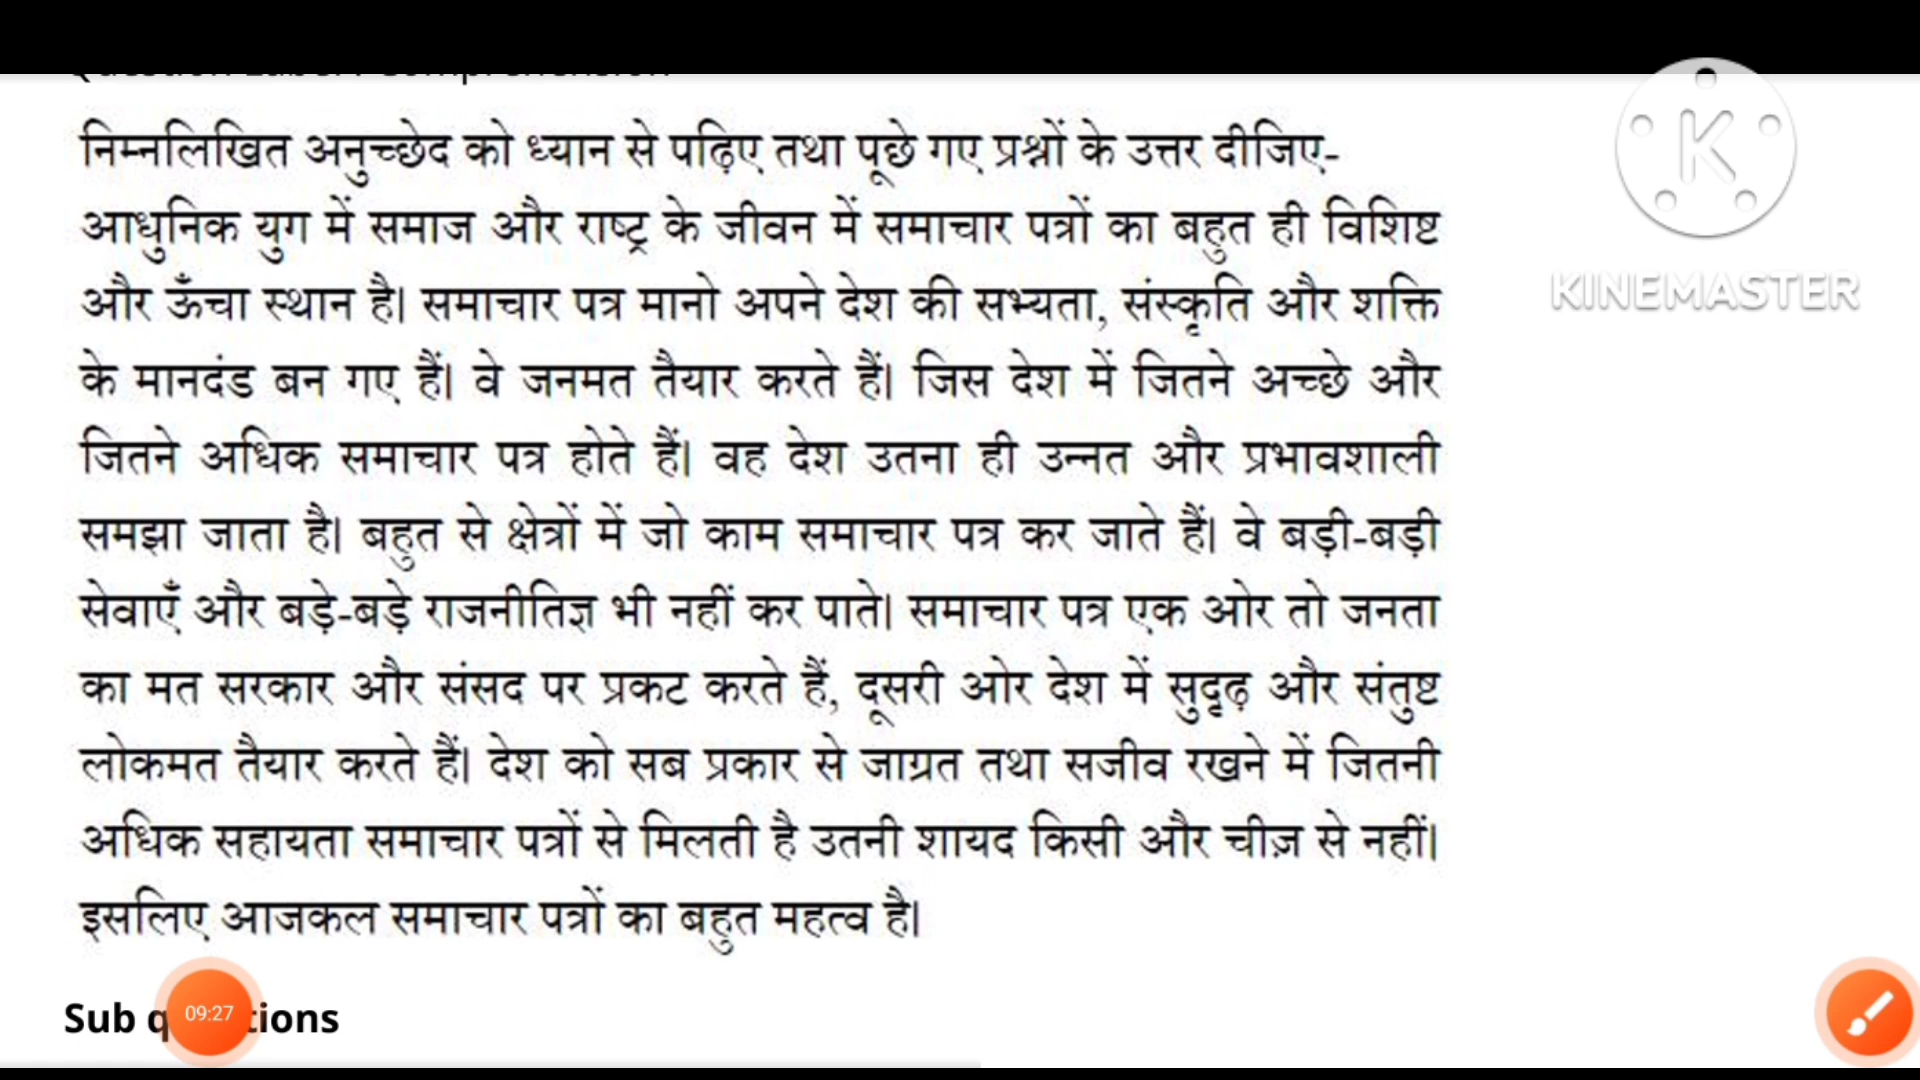 निम्नलिखित अनुच्छेद को ध्यान से पढ़िए तथा पूछे गए प्रश्नों के उत्तर दीजिए-
आधुनिक युग में समाज और राष्ट्र के जीवन में समाचार पत्रों का बहुत ही विशिष्ट
और ऊँचा स्थान है। समाचार पत्र मानो अपने देश की सभ्यता, संस्कृति और शक्ति
के मानदंड बन गए हैं। वे जनमत तैयार करते हैं। जिस देश में जितने अच्छे और
जितने अधिक समाचार पत्र होते हैं। वह देश उतना ही उन्नत और प्रभावशाली
समझा जाता है। बहुत से क्षेत्रों में जो काम समाचार पत्र कर जाते हैं। वे बड़ी-बड़ी
सेवाएँ और बड़े-बड़े राजनीतिज्ञ भी नहीं कर पाते। समाचार पत्र एक ओर तो जनता
का मत सरकार और संसद पर प्रकट करते हैं, दूसरी ओर देश में सुदृढ़ और संतुष्ट
लोकमत तैयार करते हैं। देश को सब प्रकार से जाग्रत तथा सजीव रखने में जितनी
अधिक सहायता समाचार पत्रों से मिलती है उतनी शायद किसी और चीज़ से नहीं।
इसलिए आजकल समाचार पत्रों का बहुत महत्व है।
Sub
09:27
K
KINEMASTER